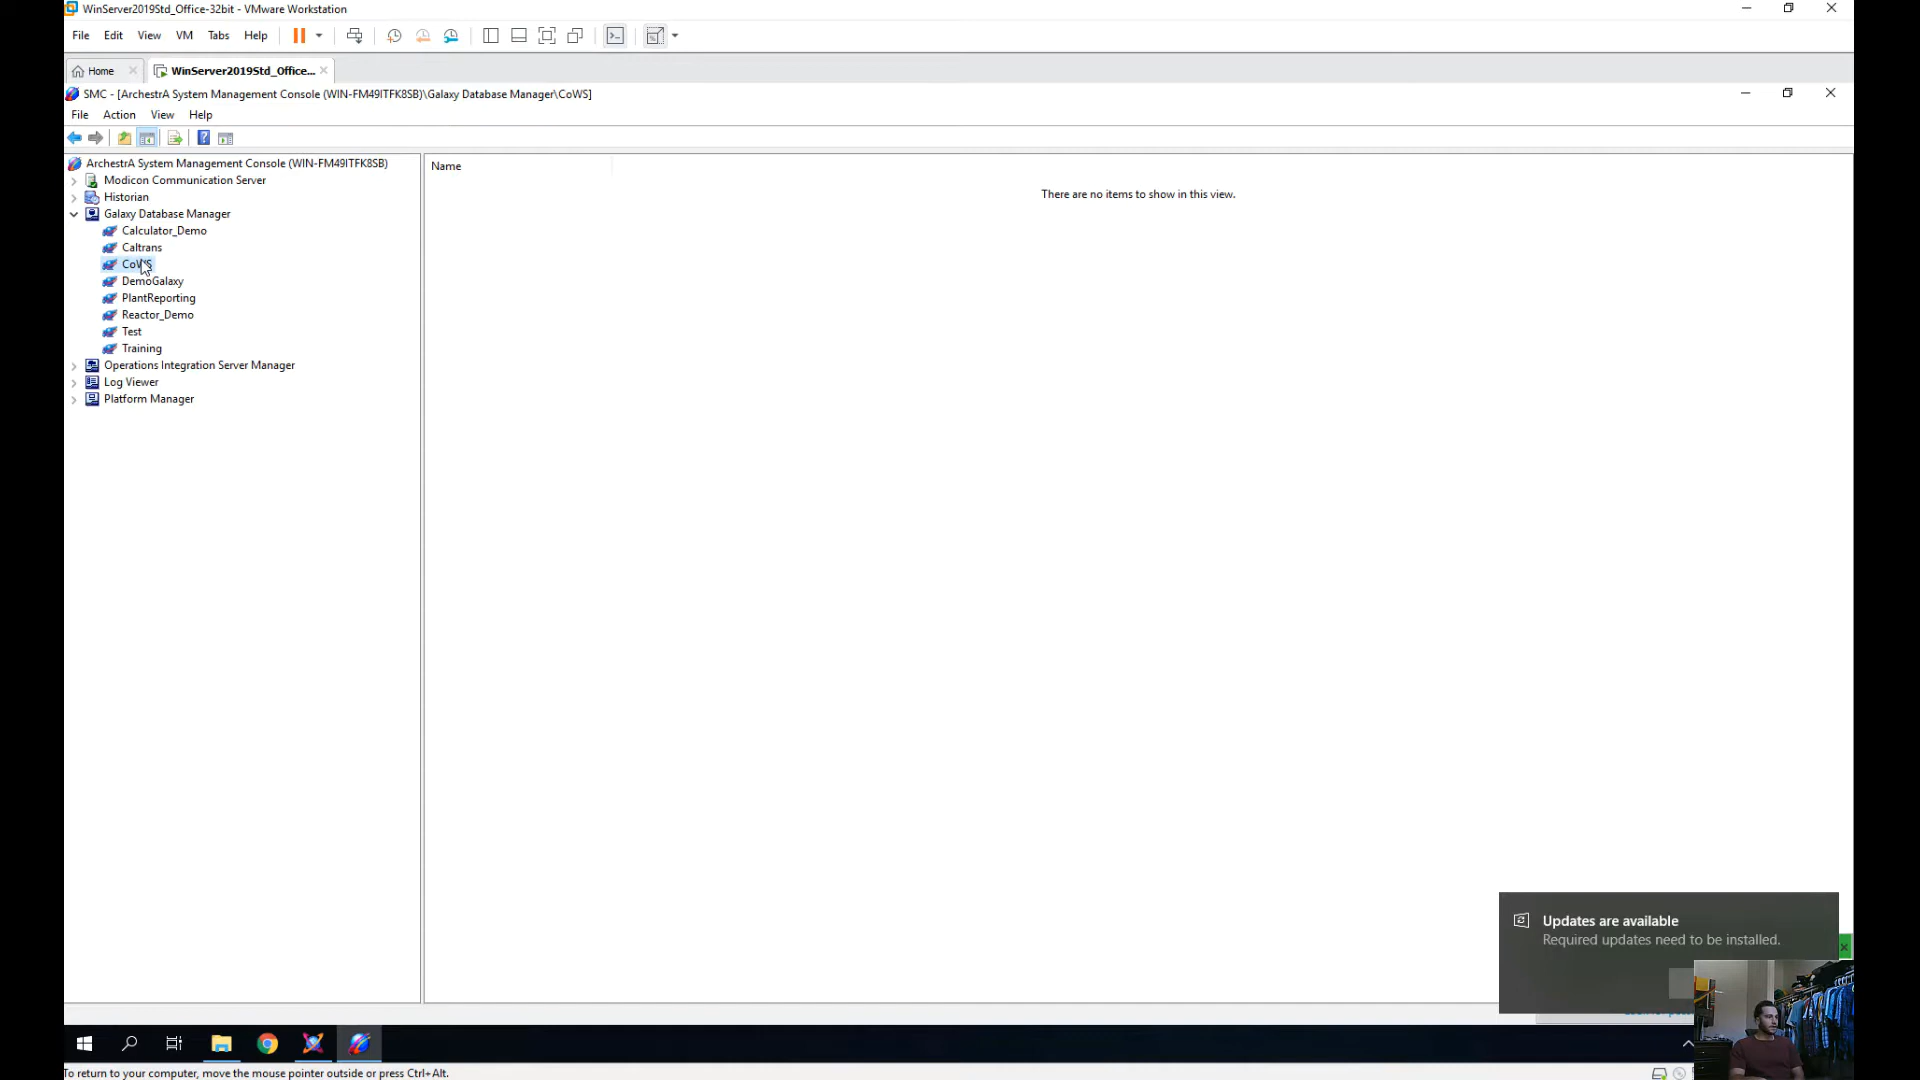 WinServer2019Std_Office-32bit - VMware Workstation
File Edit View VM Tabs Help
Home WinServer2019Std_Office...
SMC - [ArchestrA System Management Console (WIN-FM49ITFK8SB)\Galaxy Database Manager\CoWS]
File Action View Help
ArchestrA System Management Console (WIN-FM49ITFK8SB)
Modicon Communication Server
Historian
Galaxy Database Manager
Calculator_Demo
Caltrans
CoWS
DemoGalaxy
PlantReporting
Reactor_Demo
Test
Training
Operations Integration Server Manager
Log Viewer
Platform Manager
Name
There are no items to show in this view.
Updates are available
Required updates need to be installed.
To return to your computer, move the mouse pointer outside or press Ctrl+Alt.